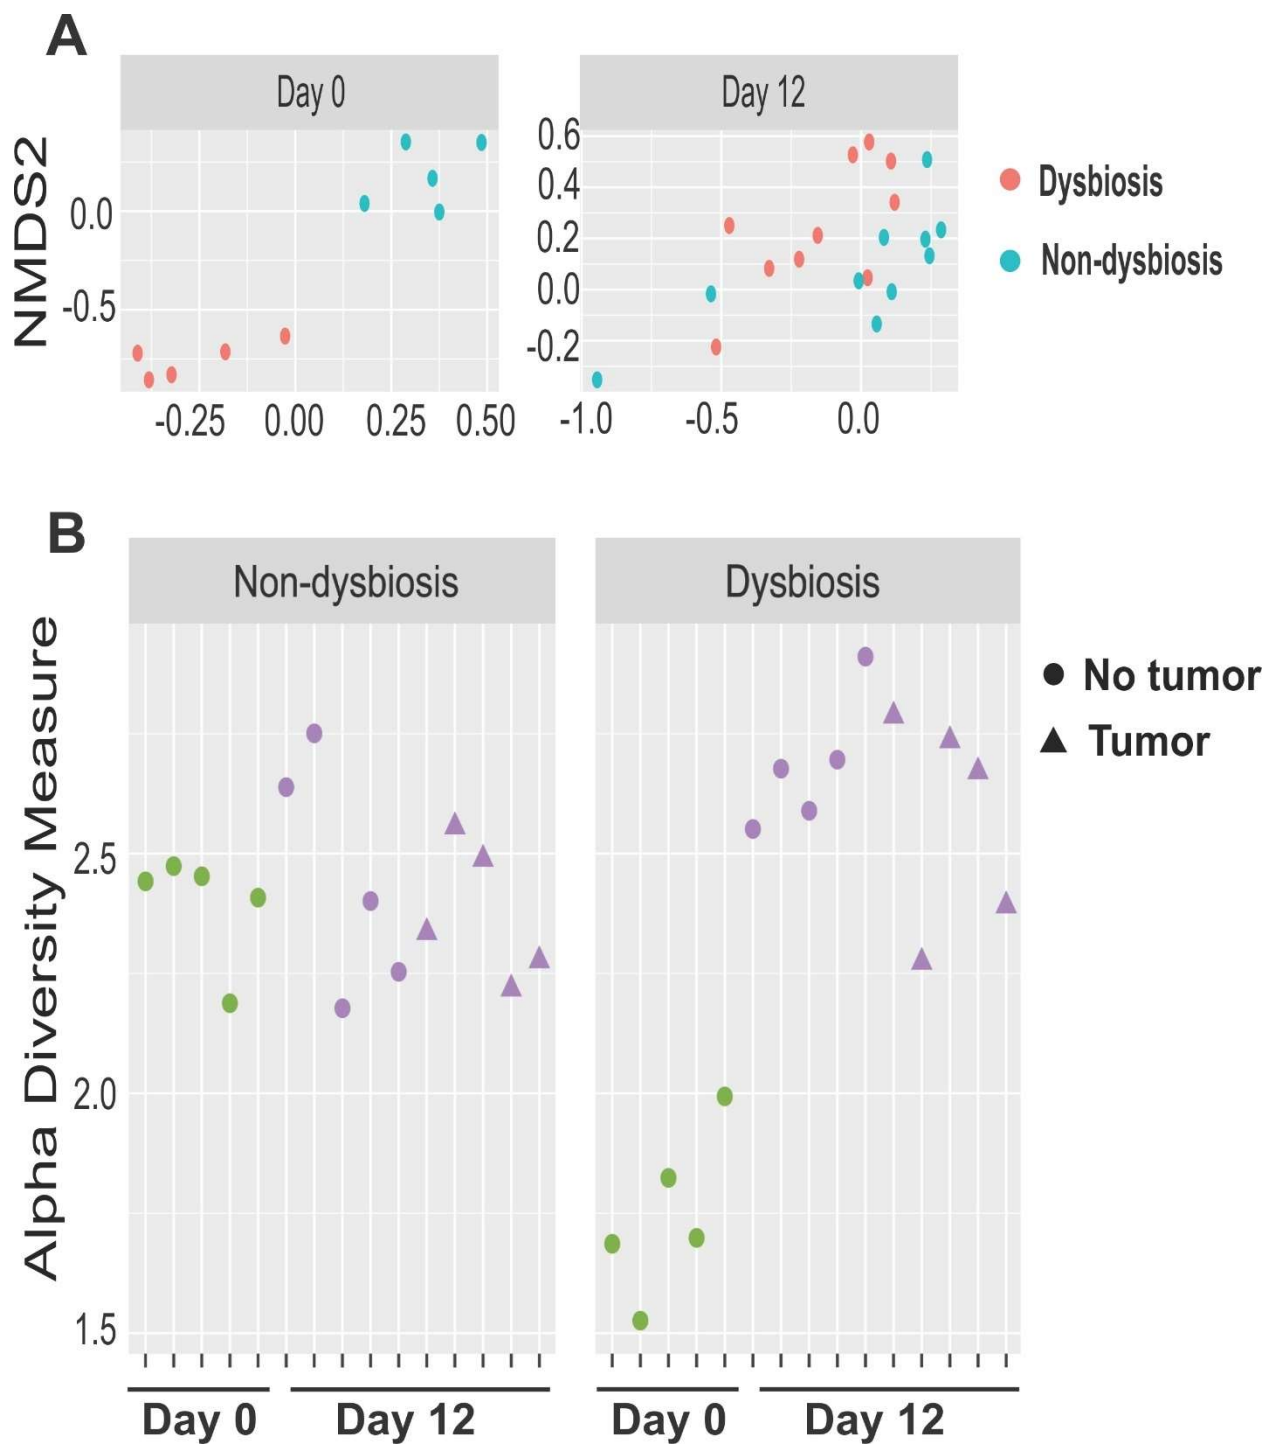 A
Day 0
Day 12
NMDS2
0.0
-0.5
-0.25 0.00 0.25 0.50
0.6
0.4
0.2
0.0
-0.2
-1.0 -0.5 0.0
Dysbiosis
Non-dysbiosis
B
Non-dysbiosis
Dysbiosis
Alpha Diversity Measure
2.5
2.0
1.5
No tumor
Tumor
Day 0 Day 12
Day 0 Day 12